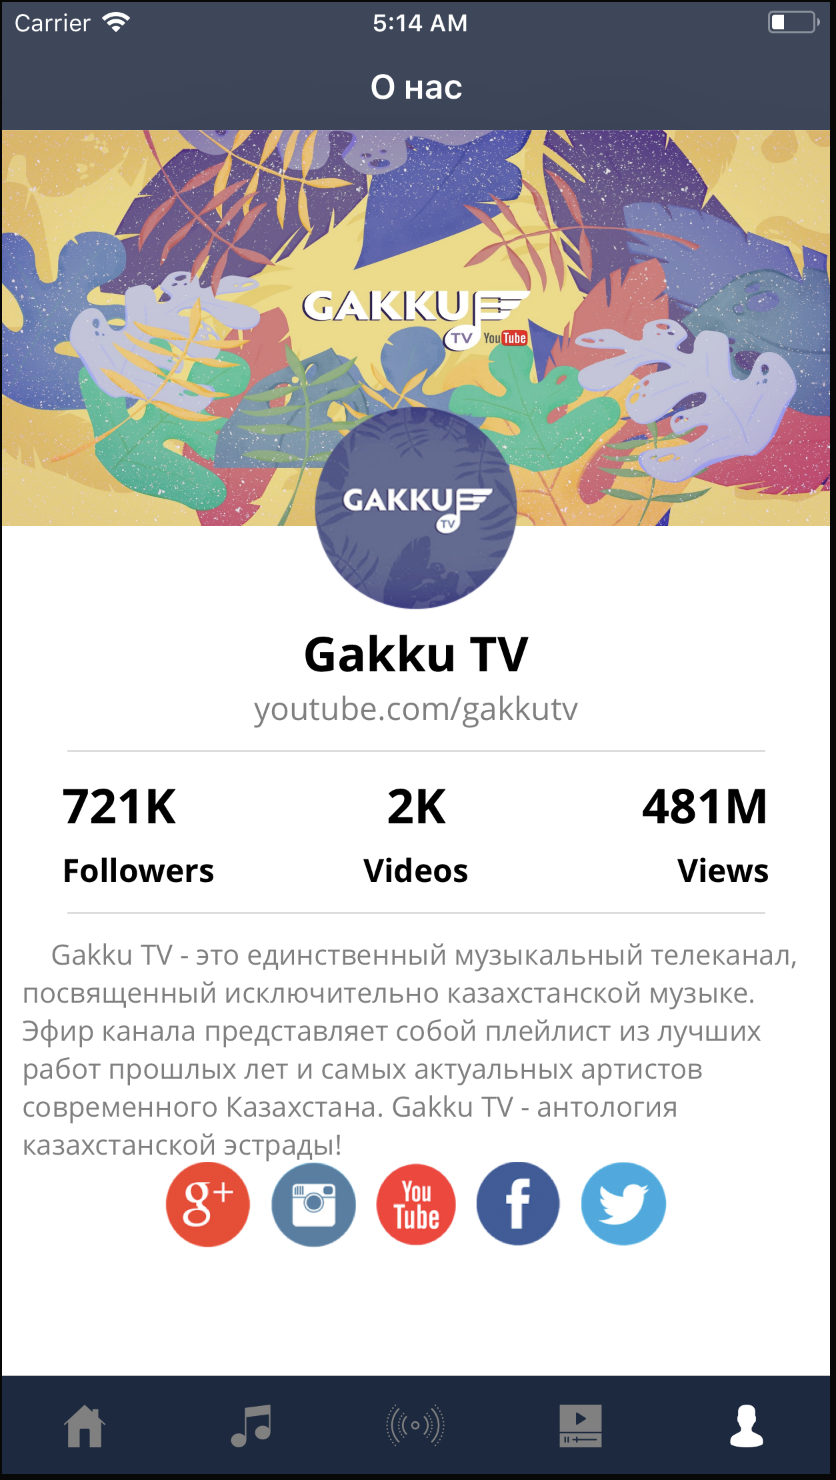 Carrier 5:14 AM
О нас
GAKKU
TV YouTube
GAKKU
TV
Gakku TV
youtube.com/gakkutv
721K 2K 481M
Followers Videos Views
Gakku TV - это единственный музыкальный телеканал,
посвященный исключительно казахстанской музыке.
Эфир канала представляет собой плейлист из лучших
работ прошлых лет и самых актуальных артистов
современного Казахстана. Gakku TV - антология
казахстанской эстрады!
g+ You Tube f